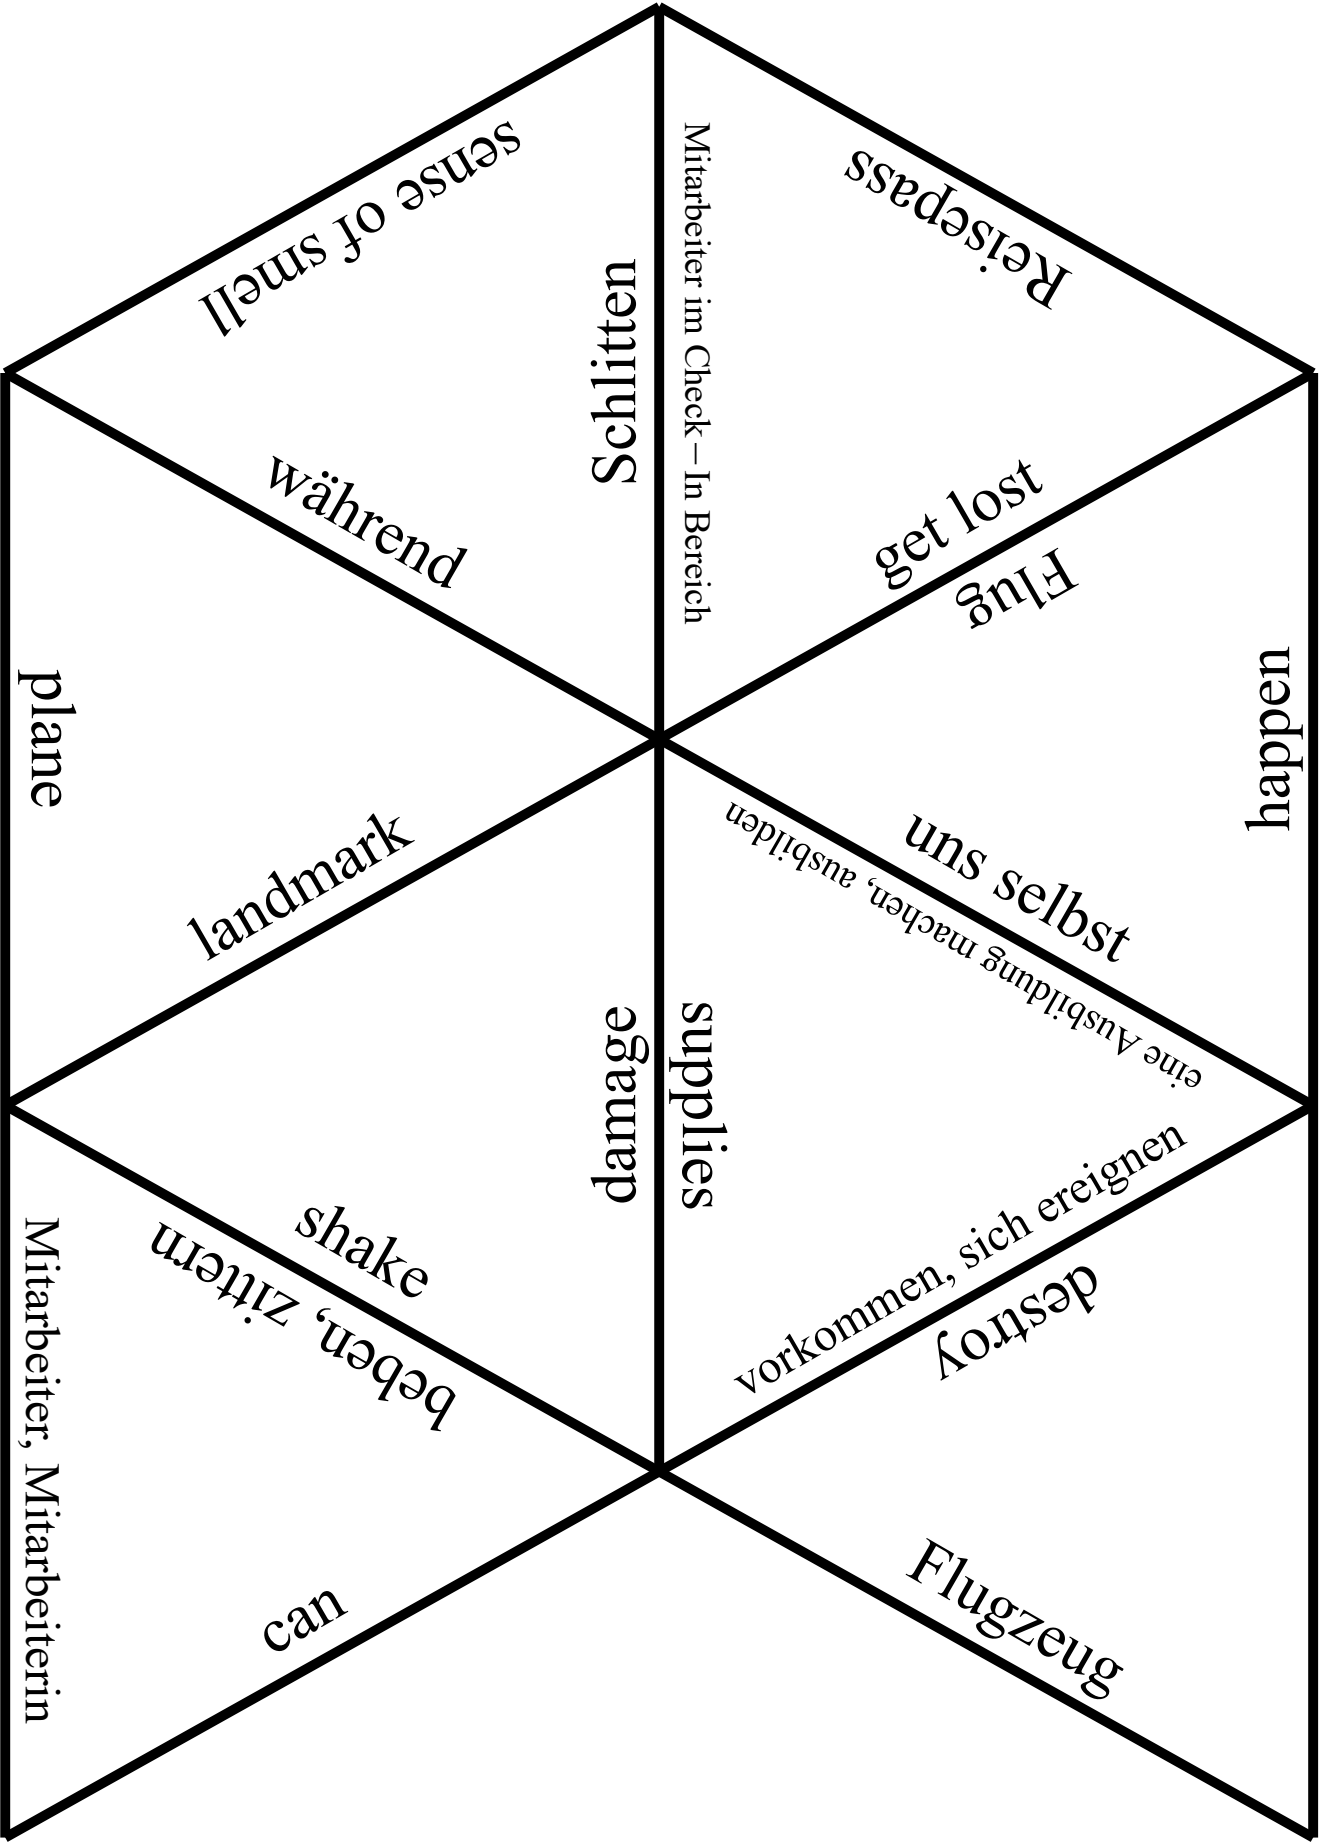 sense of smell
Schlitten
während
Mitarbeiter im Check–In Bereich
Reisepass
get lost
Flug
happen
uns selbst
plane
landmark
damage
shake
supplies
eine Ausbildung machen, ausbilden
vorkommen, sich ereignen
Mitarbeiter, Mitarbeiterin
beben, zittern
can
destroy
Flugzeug